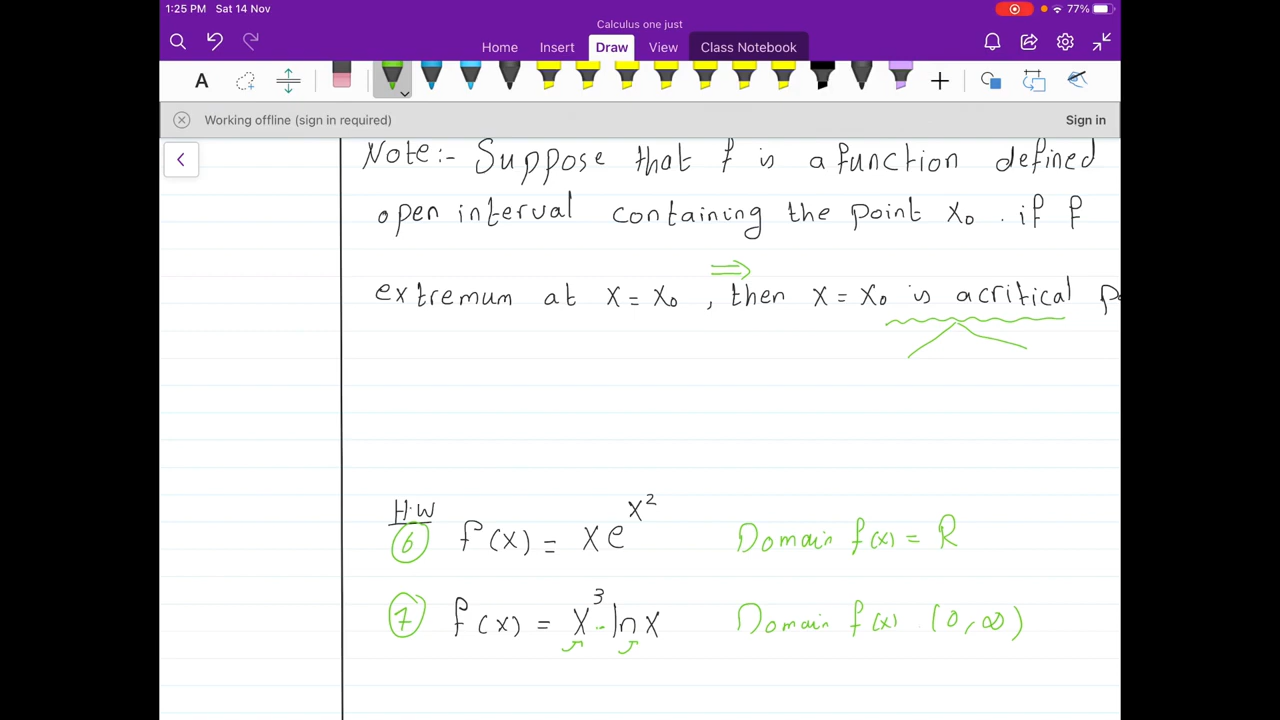 1:25 PM Sat 14 Nov
77%
Calculus one just
Home Insert Draw View Class Notebook
A
Working offline (sign in required) Sign in
Note:- Suppose that f is a function defined
open interval containing the point x₀ . if f
⇒
extremum at x = x₀ , then x = x₀ is a critical
H.W
6 f(x) = xe^x² Domain f(x) = R
7 f(x) = x³ ln x Domain f(x) . (0, ∞)